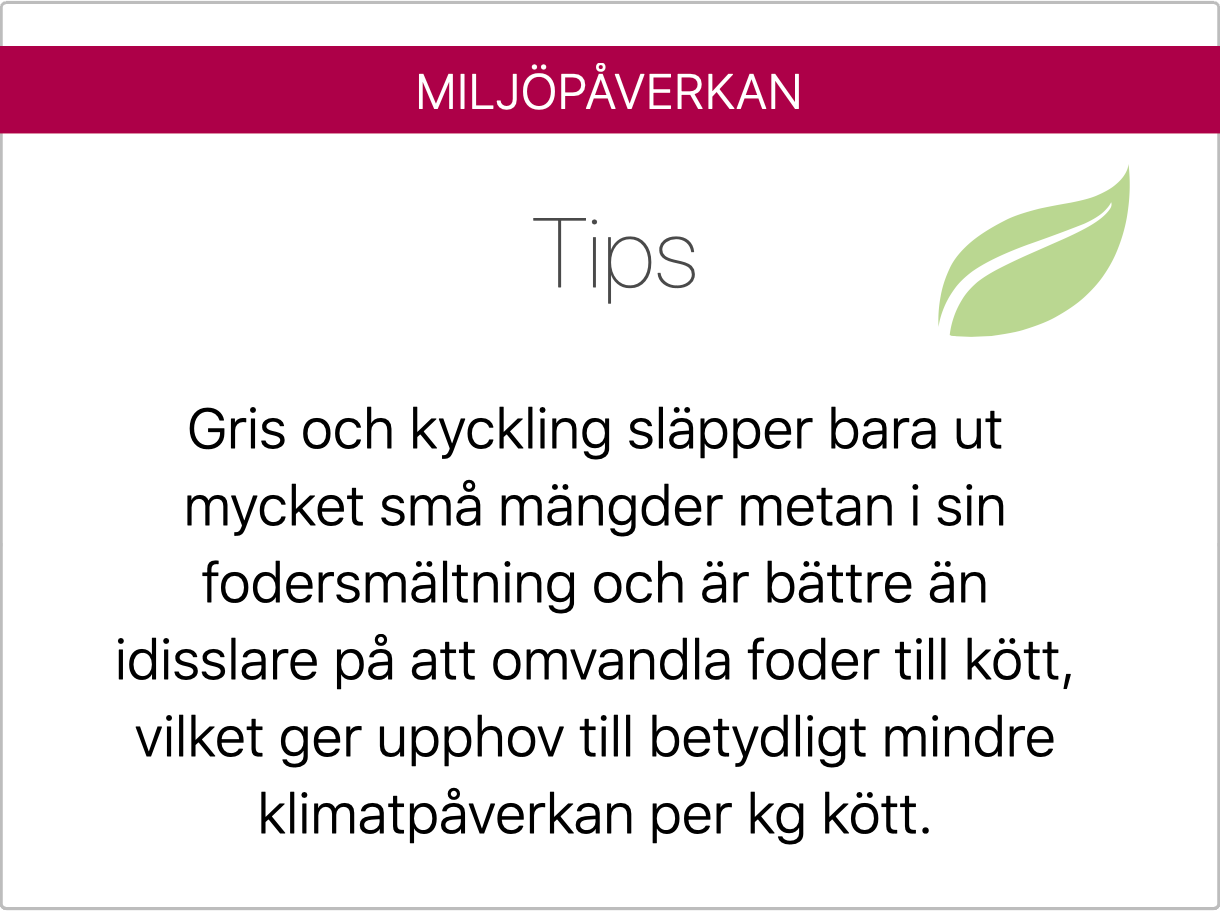 MILJÖPÅVERKAN
Tips
Gris och kyckling släpper bara ut
mycket små mängder metan i sin
fodersmältning och är bättre än
idisslare på att omvandla foder till kött,
vilket ger upphov till betydligt mindre
klimatpåverkan per kg kött.